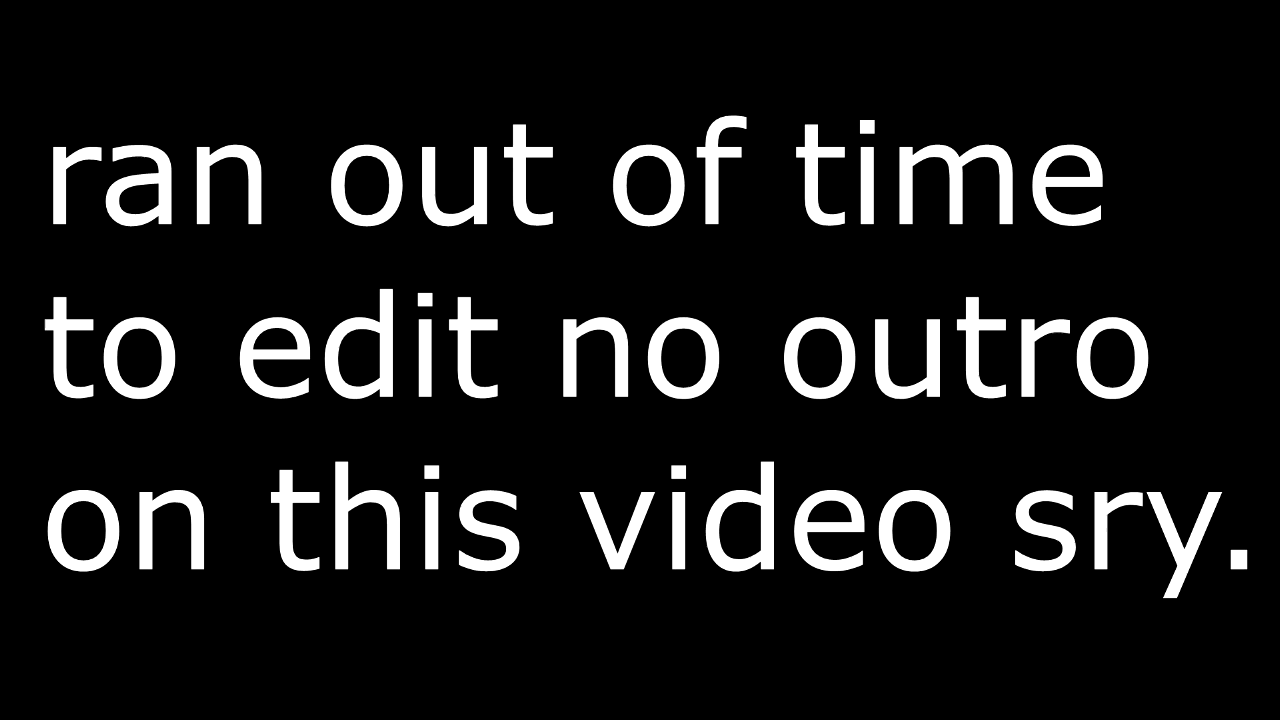 ran out of time
to edit no outro
on this video sry.